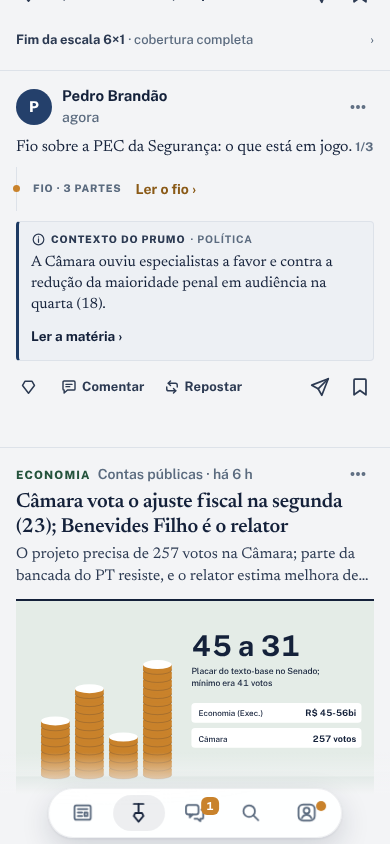 Fim da escala 6×1 · cobertura completa ›
P
Pedro Brandão
agora
Fio sobre a PEC da Segurança: o que está em jogo. 1/3
FIO · 3 PARTES Ler o fio ›
CONTEXTO DO PRUMO · POLÍTICA
A Câmara ouviu especialistas a favor e contra a
redução da maioridade penal em audiência na
quarta (18).
Ler a matéria ›
Comentar Repostar
ECONOMIA Contas públicas · há 6 h
Câmara vota o ajuste fiscal na segunda
(23); Benevides Filho é o relator
O projeto precisa de 257 votos na Câmara; parte da
bancada do PT resiste, e o relator estima melhora de…
45 a 31
Placar do texto-base no Senado;
mínimo era 41 votos
Economia (Exec.) R$ 45-56bi
Câmara 257 votos
1